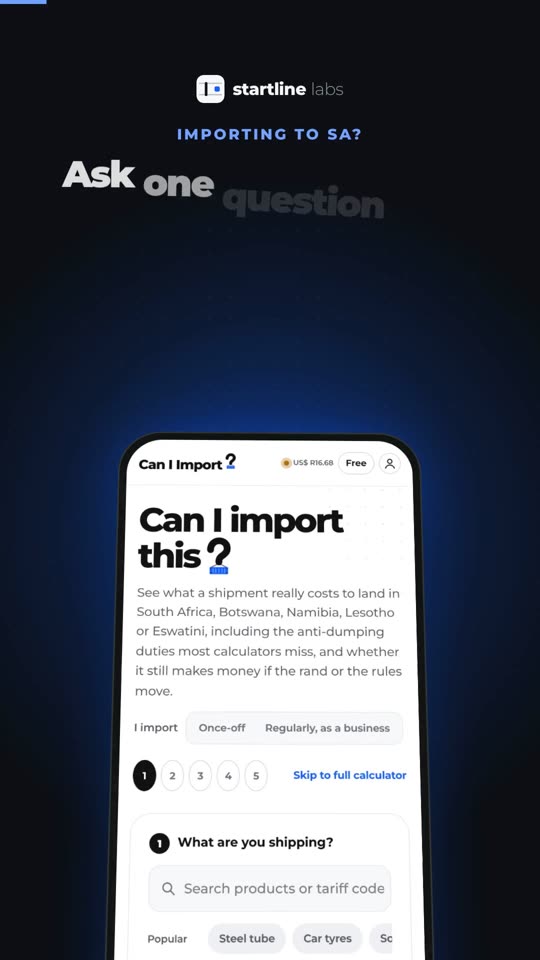 startline labs
IMPORTING TO SA?
Ask one question
Can I Import ?
US$ R16.68
Free
Can I import
this ?
See what a shipment really costs to land in
South Africa, Botswana, Namibia, Lesotho
or Eswatini, including the anti-dumping
duties most calculators miss, and whether
it still makes money if the rand or the rules
move.
I import
Once-off
Regularly, as a business
1 2 3 4 5
Skip to full calculator
1 What are you shipping?
Search products or tariff code
Popular
Steel tube
Car tyres